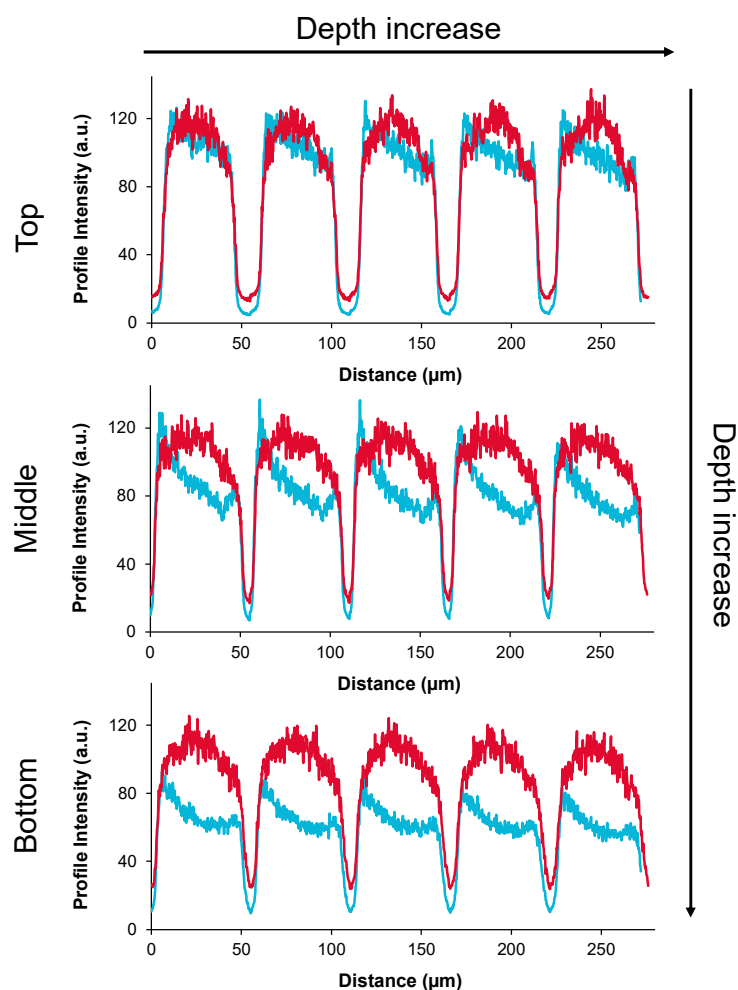 Depth increase
Top
Profile Intensity (a.u.)
120
80
40
0
0 50 100 150 200 250
Distance (µm)
Middle
Profile Intensity (a.u.)
120
80
40
0
0 50 100 150 200 250
Distance (µm)
Bottom
Profile Intensity (a.u.)
120
80
40
0
0 50 100 150 200 250
Distance (µm)
Depth increase